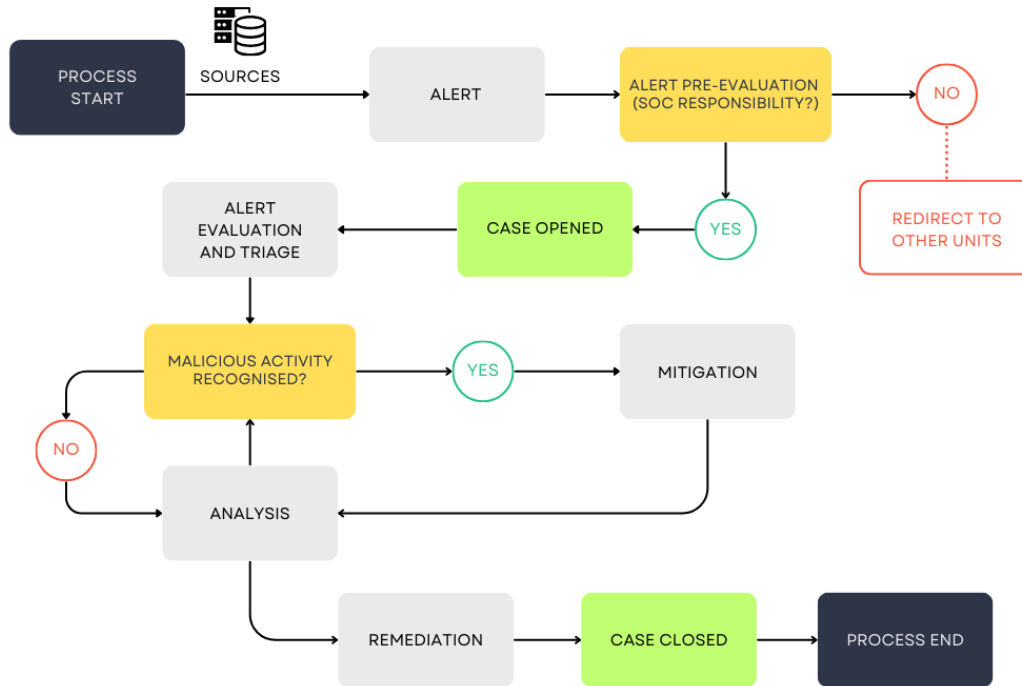 PROCESS
START
SOURCES
ALERT
ALERT PRE-EVALUATION
(SOC RESPONSIBILITY?)
NO
REDIRECT TO
OTHER UNITS
YES
CASE OPENED
ALERT
EVALUATION
AND TRIAGE
MALICIOUS ACTIVITY
RECOGNISED?
YES
MITIGATION
NO
ANALYSIS
REMEDIATION
CASE CLOSED
PROCESS END